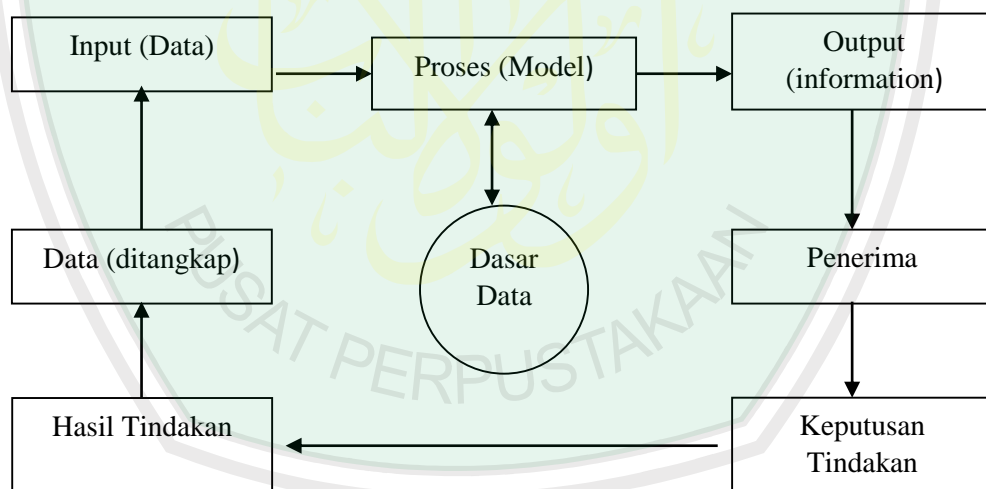 Input (Data)
Proses (Model)
Output
(information)
Data (ditangkap)
Dasar
Data
Penerima
Hasil Tindakan
Keputusan
Tindakan
PUSAT PERPUSTAKAAN